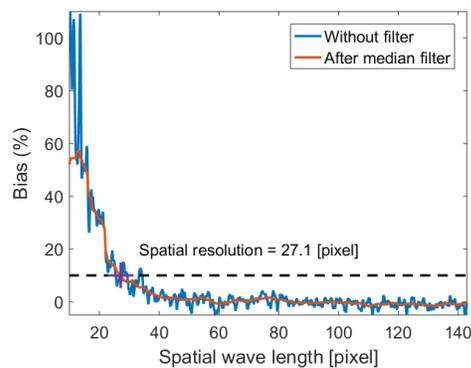 Without filter
After median filter
Spatial resolution = 27.1 [pixel]
Bias (%)
100
80
60
40
20
0
20 40 60 80 100 120 140
Spatial wave length [pixel]